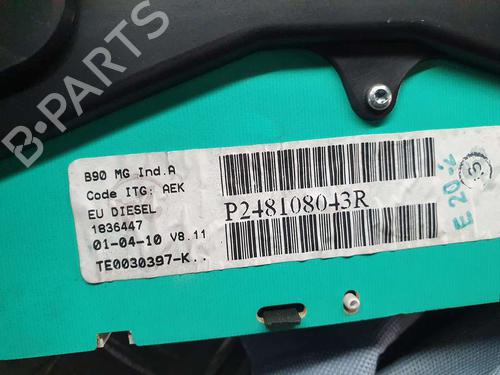 B-PARTS
B90 MG Ind.A
Code ITG: AEK
EU DIESEL
1836447
01-04-10 V8.11
TE0030397-K..
P248108043R
S
E 20